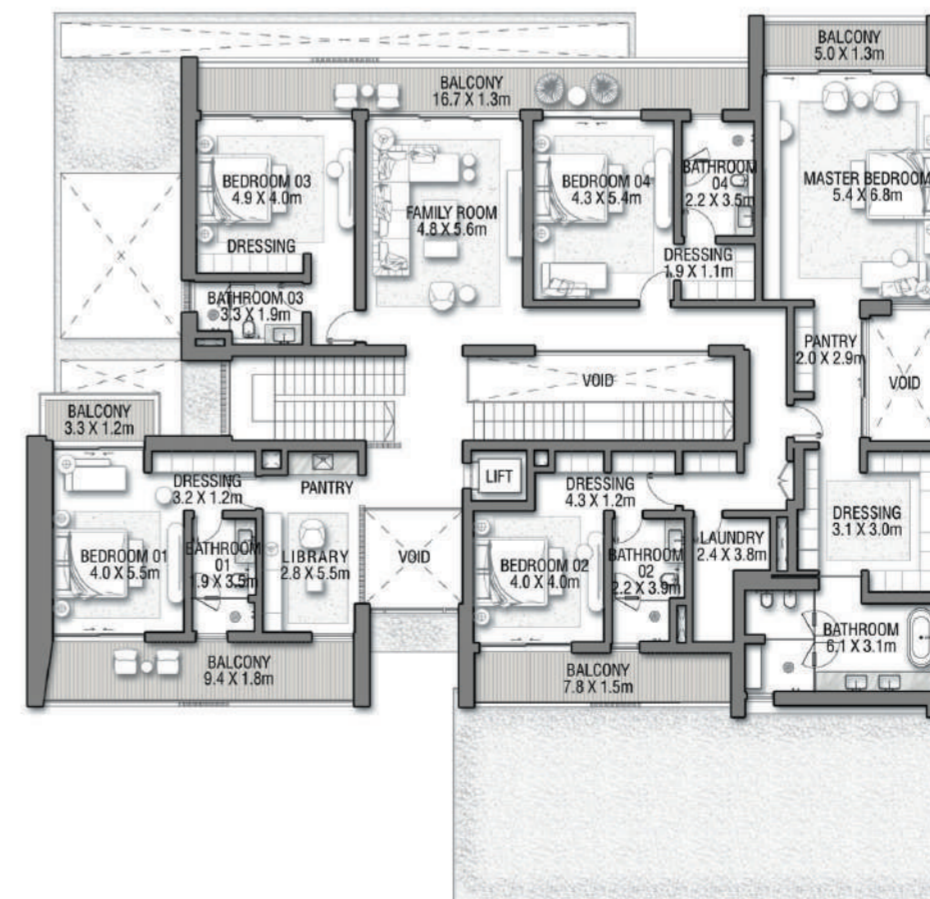 BALCONY
5.0 X 1.3m
BALCONY
16.7 X 1.3m
BEDROOM 03
4.9 X 4.0m
DRESSING
FAMILY ROOM
4.8 X 5.6m
BEDROOM 04
4.3 X 5.4m
BATHROOM
04
2.2 X 3.5m
MASTER BEDROOM
5.4 X 6.8m
DRESSING
1.9 X 1.1m
BATHROOM 03
3.3 X 1.9m
PANTRY
2.0 X 2.9m
VOID
VOID
BALCONY
3.3 X 1.2m
DRESSING
3.2 X 1.2m
PANTRY
LIFT
DRESSING
4.3 X 1.2m
DRESSING
3.1 X 3.0m
BEDROOM 01
4.0 X 5.5m
BATHROOM
01
1.9 X 3.5m
LIBRARY
2.8 X 5.5m
VOID
BEDROOM 02
4.0 X 4.0m
BATHROOM
02
2.2 X 3.9m
LAUNDRY
2.4 X 3.8m
BATHROOM
6.1 X 3.1m
BALCONY
9.4 X 1.8m
BALCONY
7.8 X 1.5m